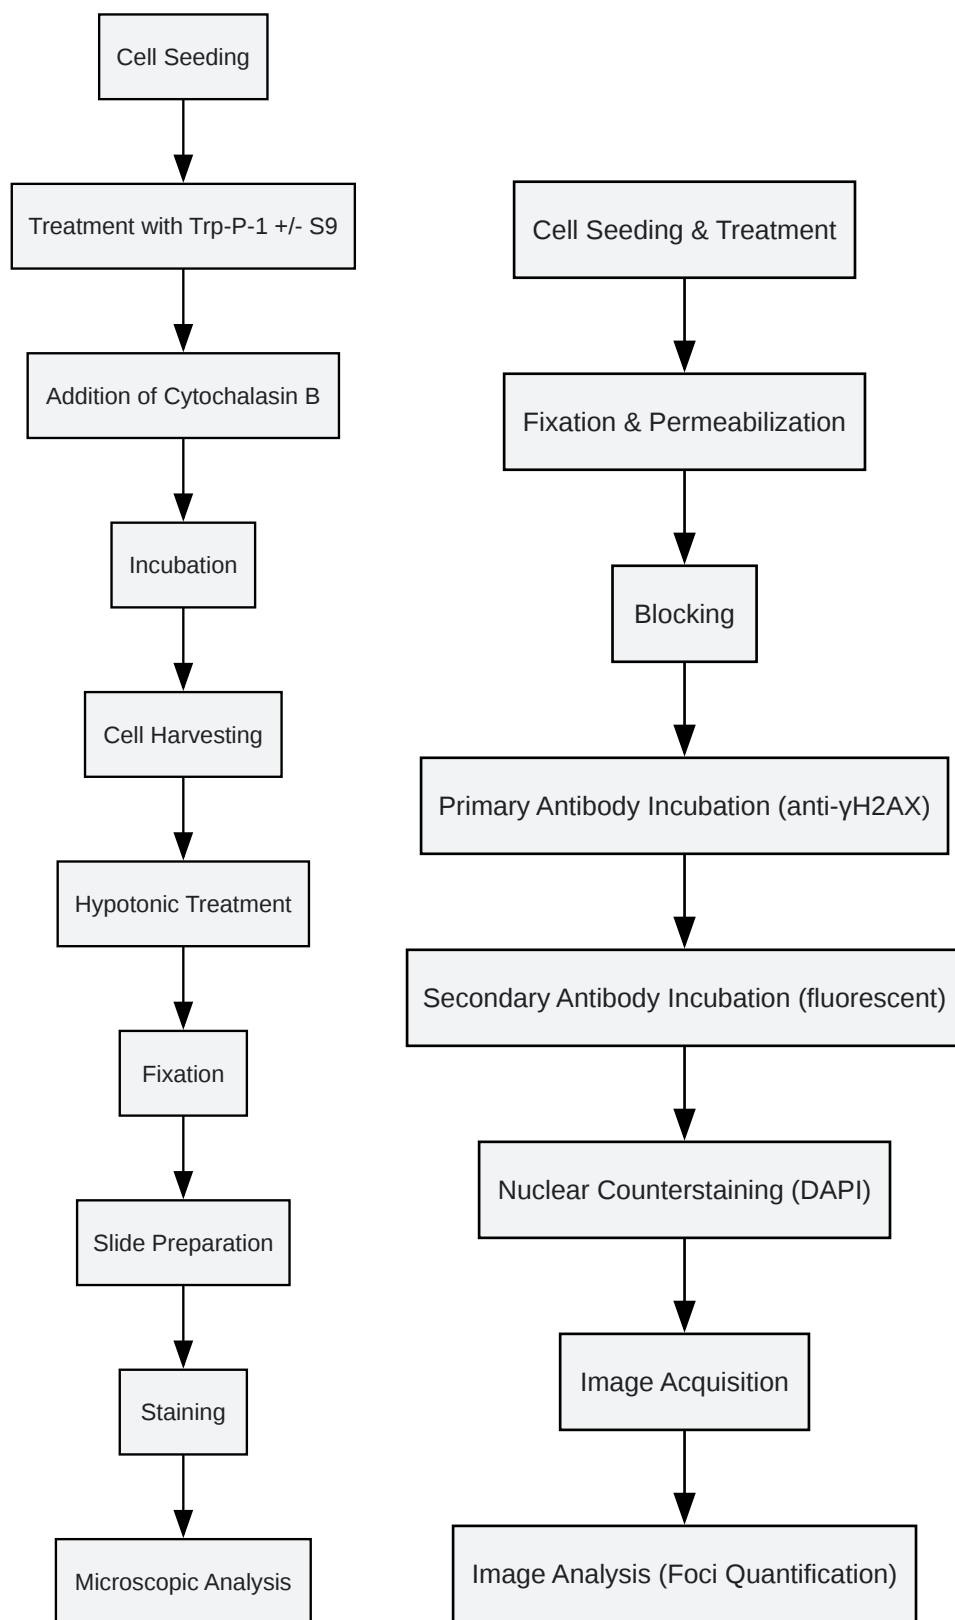 Cell Seeding
Treatment with Trp-P-1 +/- S9
Addition of Cytochalasin B
Incubation
Cell Harvesting
Hypotonic Treatment
Fixation
Slide Preparation
Staining
Microscopic Analysis
Cell Seeding & Treatment
Fixation & Permeabilization
Blocking
Primary Antibody Incubation (anti-γH2AX)
Secondary Antibody Incubation (fluorescent)
Nuclear Counterstaining (DAPI)
Image Acquisition
Image Analysis (Foci Quantification)